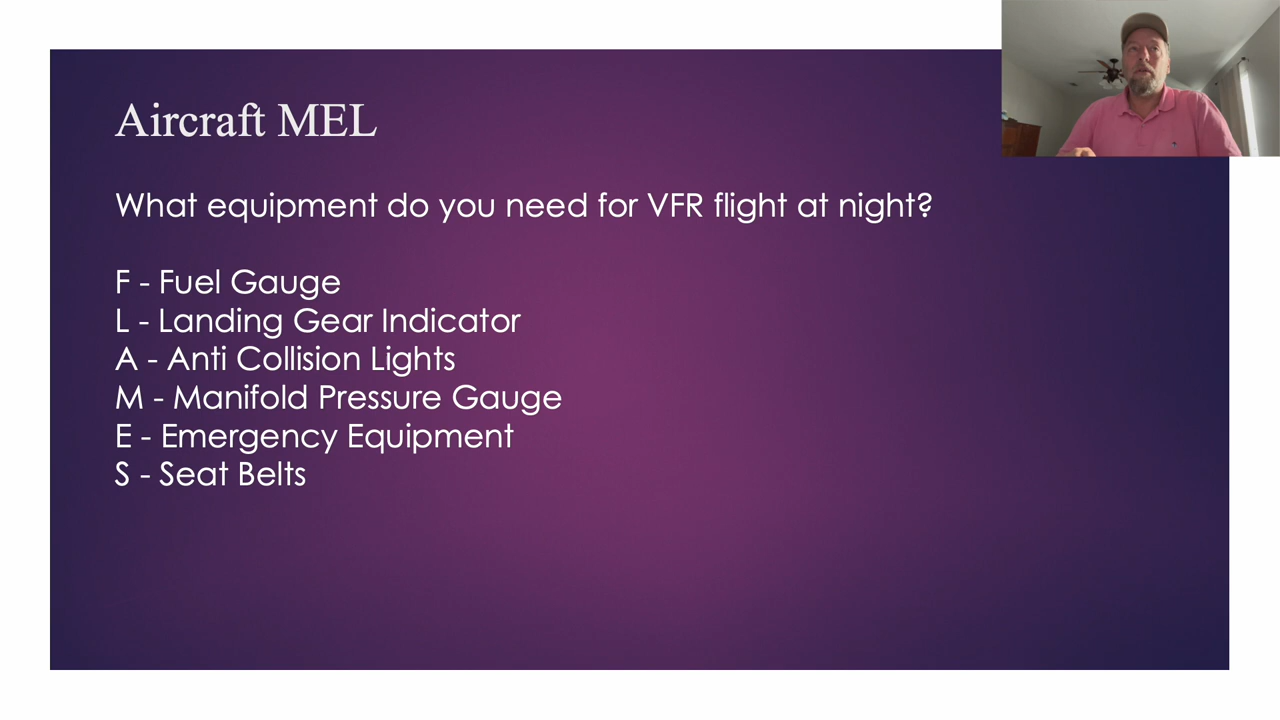 Aircraft MEL
What equipment do you need for VFR flight at night?
F - Fuel Gauge
L - Landing Gear Indicator
A - Anti Collision Lights
M - Manifold Pressure Gauge
E - Emergency Equipment
S - Seat Belts